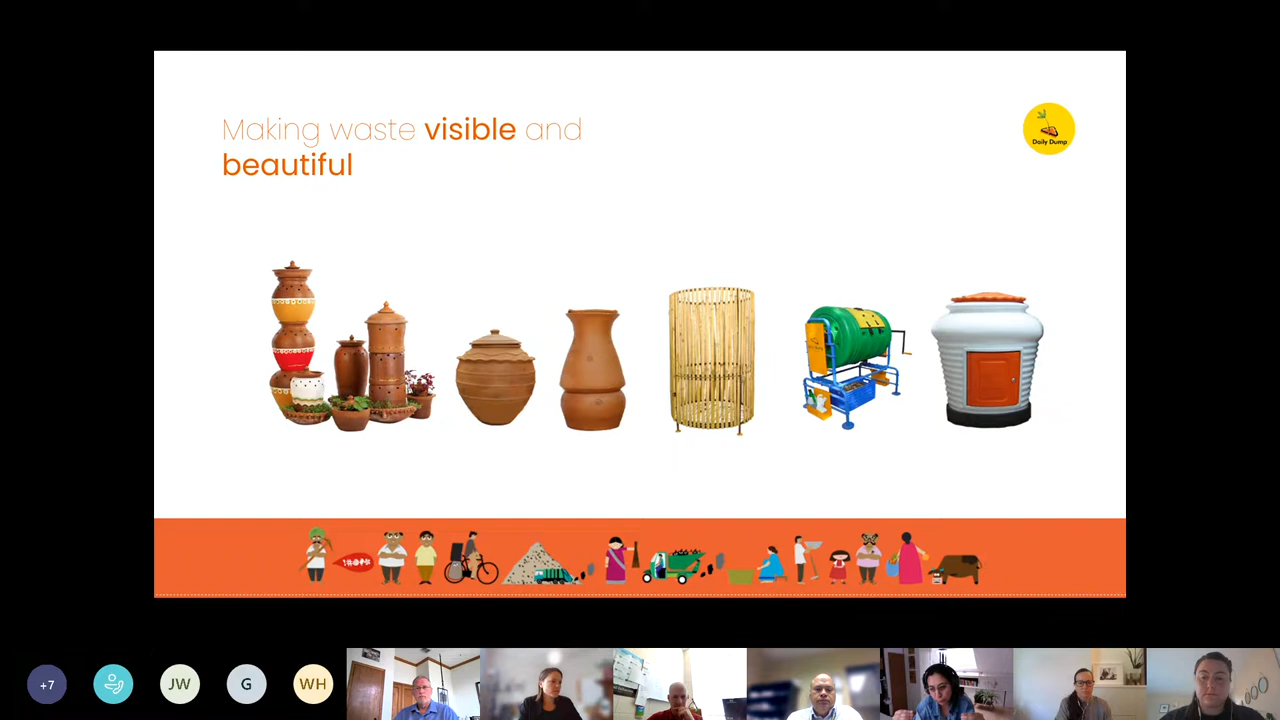 Making waste visible and
beautiful
Daily Dump
!@#*
+7
JW
G
WH